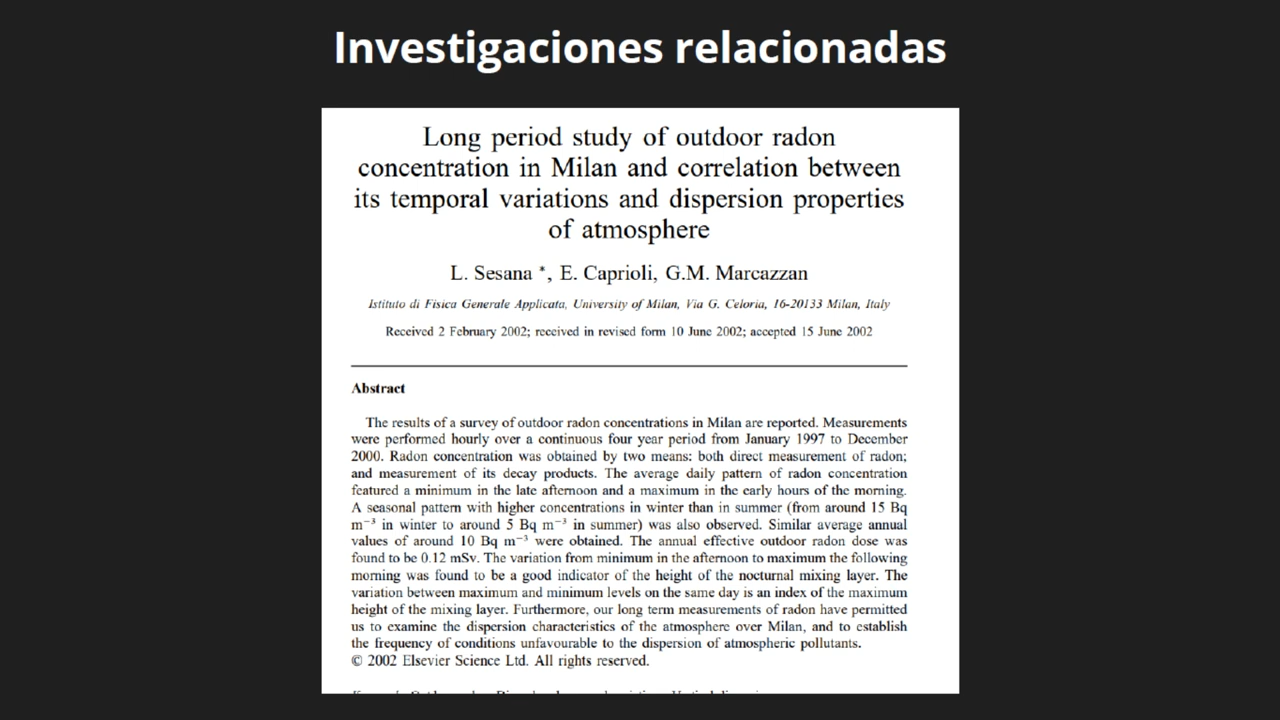 Investigaciones relacionadas
Long period study of outdoor radon
concentration in Milan and correlation between
its temporal variations and dispersion properties
of atmosphere
L. Sesana *, E. Caprioli, G.M. Marcazzan
Istituto di Fisica Generale Applicata, University of Milan, Via G. Celoria, 16-20133 Milan, Italy
Received 2 February 2002; received in revised form 10 June 2002; accepted 15 June 2002
Abstract
The results of a survey of outdoor radon concentrations in Milan are reported. Measurements
were performed hourly over a continuous four year period from January 1997 to December
2000. Radon concentration was obtained by two means: both direct measurement of radon;
and measurement of its decay products. The average daily pattern of radon concentration
featured a minimum in the late afternoon and a maximum in the early hours of the morning.
A seasonal pattern with higher concentrations in winter than in summer (from around 15 Bq
m⁻³ in winter to around 5 Bq m⁻³ in summer) was also observed. Similar average annual
values of around 10 Bq m⁻³ were obtained. The annual effective outdoor radon dose was
found to be 0.12 mSv. The variation from minimum in the afternoon to maximum the following
morning was found to be a good indicator of the height of the nocturnal mixing layer. The
variation between maximum and minimum levels on the same day is an index of the maximum
height of the mixing layer. Furthermore, our long term measurements of radon have permitted
us to examine the dispersion characteristics of the atmosphere over Milan, and to establish
the frequency of conditions unfavourable to the dispersion of atmospheric pollutants.
© 2002 Elsevier Science Ltd. All rights reserved.